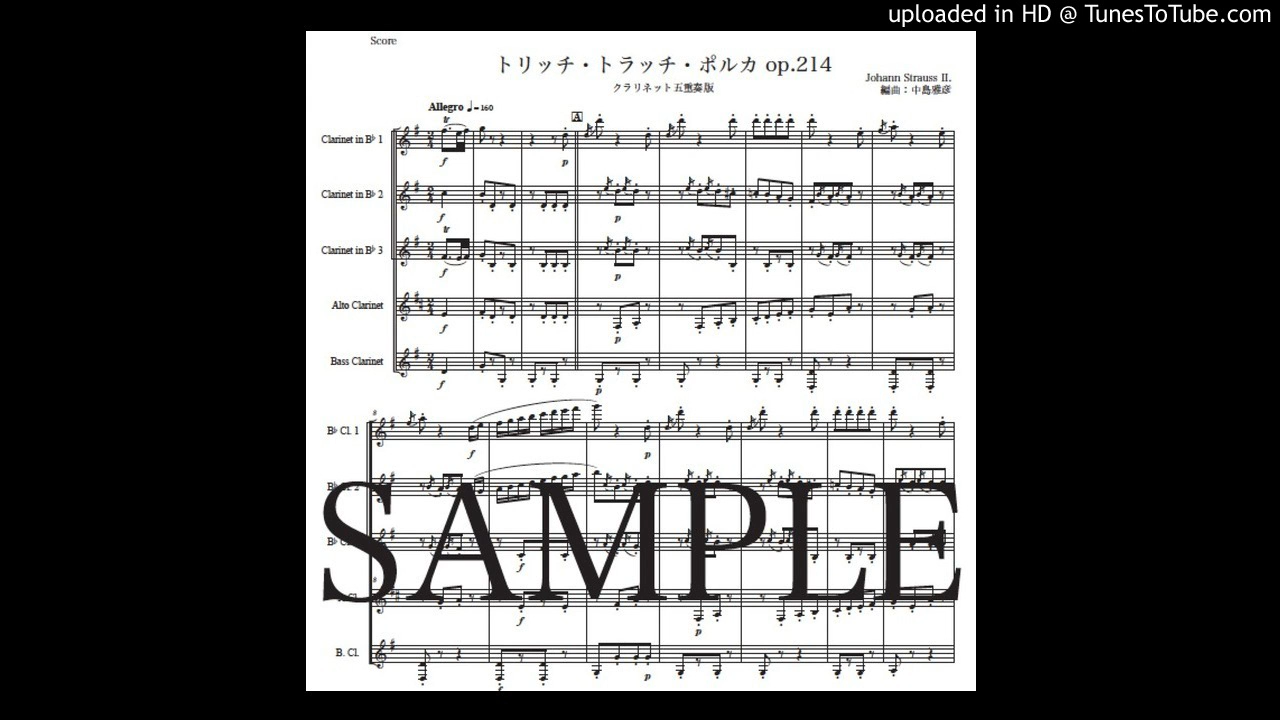 uploaded in HD @ TunesToTube.com
Score
トリッチ・トラッチ・ポルカ op.214
クラリネット五重奏版
Johann Strauss II.
編曲：中島雅彦
Allegro ♩=160
A
Clarinet in B♭ 1
Clarinet in B♭ 2
Clarinet in B♭ 3
Alto Clarinet
Bass Clarinet
B♭ Cl. 1
SAMPLE
B. Cl.